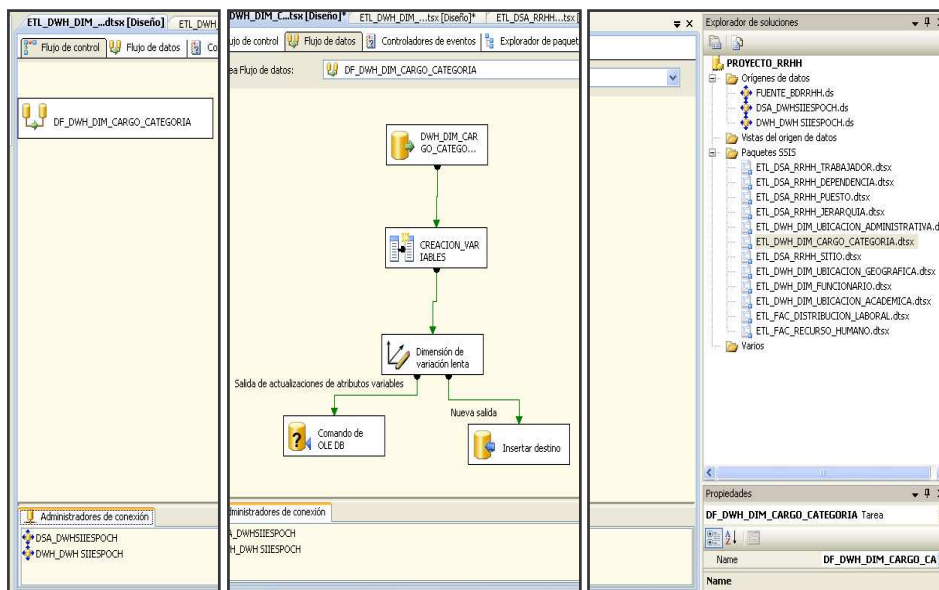 ETL_DWH_DIM_...dtsx [Diseño]
ETL_DWH
Flujo de control
Flujo de datos
Co
DF_DWH_DIM_CARGO_CATEGORIA
Administradores de conexión
DSA_DWHSIIESPOCH
DWH_DWH SIIESPOCH
DWH_DIM_C...tsx [Diseño]*
ETL_DWH_DIM_...tsx [Diseño]*
ETL_DSA_RRHH...tsx [
ujo de control
Flujo de datos
Controladores de eventos
Explorador de paquet
ea Flujo de datos:
DF_DWH_DIM_CARGO_CATEGORIA
DWH_DIM_CAR
GO_CATEGO...
CREACION_VAR
IABLES
Dimensión de
variación lenta
Salida de actualizaciones de atributos variables
Nueva salida
Comando de
OLE DB
Insertar destino
dministradores de conexión
A_DWHSIIESPOCH
H_DWH SIIESPOCH
Explorador de soluciones
PROYECTO_RRHH
Orígenes de datos
FUENTE_BDRRHH.ds
DSA_DWHSIIESPOCH.ds
DWH_DWH SIIESPOCH.ds
Vistas del origen de datos
Paquetes SSIS
ETL_DSA_RRHH_TRABAJADOR.dtsx
ETL_DSA_RRHH_DEPENDENCIA.dtsx
ETL_DSA_RRHH_PUESTO.dtsx
ETL_DSA_RRHH_JERARQUIA.dtsx
ETL_DWH_DIM_UBICACION_ADMINISTRATIVA.d
ETL_DWH_DIM_CARGO_CATEGORIA.dtsx
ETL_DSA_RRHH_SITIO.dtsx
ETL_DWH_DIM_UBICACION_GEOGRAFICA.dtsx
ETL_DWH_DIM_FUNCIONARIO.dtsx
ETL_DWH_DIM_UBICACION_ACADEMICA.dtsx
ETL_FAC_DISTRIBUCION_LABORAL.dtsx
ETL_FAC_RECURSO_HUMANO.dtsx
Varios
Propiedades
DF_DWH_DIM_CARGO_CATEGORIA Tarea
Name DF_DWH_DIM_CARGO_CA
Name